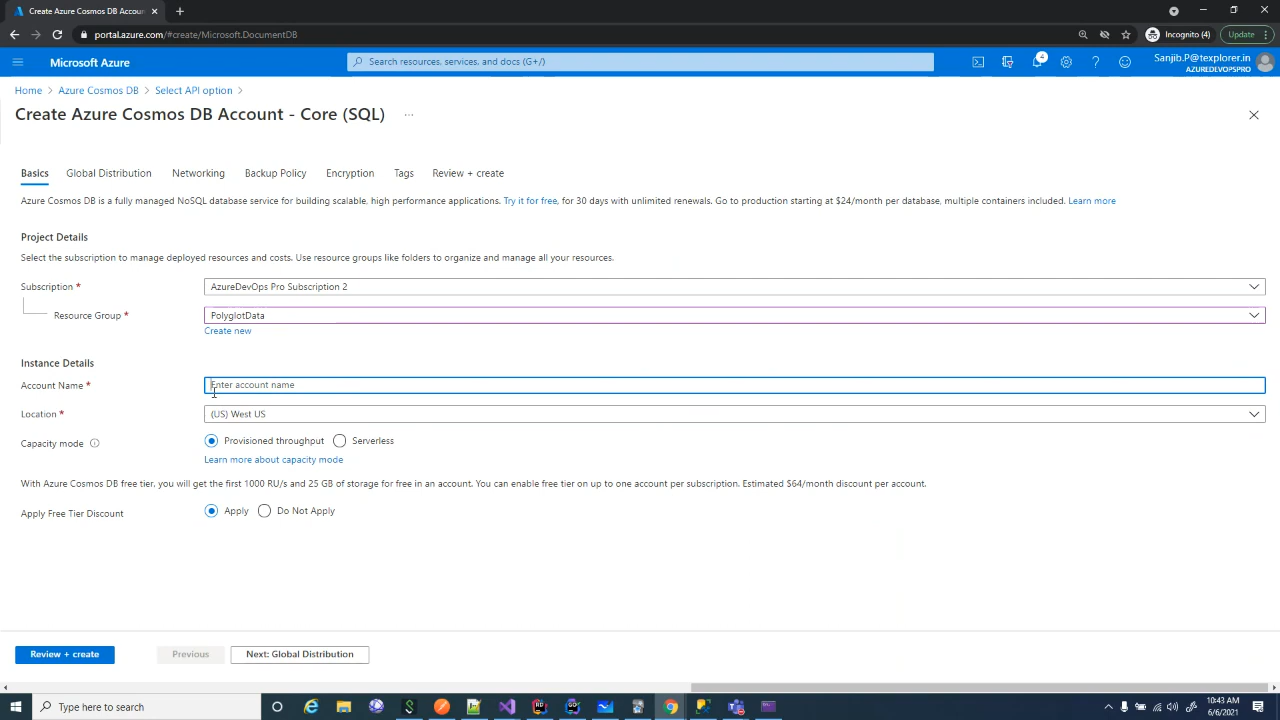 Create Azure Cosmos DB Accoun
portal.azure.com/#create/Microsoft.DocumentDB
Incognito (4)
Update
Microsoft Azure
Search resources, services, and docs (G+/)
4
Sanjib.P@texplorer.in
AZUREDEVOPSPRO
Home > Azure Cosmos DB > Select API option >
Create Azure Cosmos DB Account - Core (SQL) ...
Basics Global Distribution Networking Backup Policy Encryption Tags Review + create
Azure Cosmos DB is a fully managed NoSQL database service for building scalable, high performance applications. Try it for free, for 30 days with unlimited renewals. Go to production starting at $24/month per database, multiple containers included. Learn more
Project Details
Select the subscription to manage deployed resources and costs. Use resource groups like folders to organize and manage all your resources.
Subscription *
AzureDevOps Pro Subscription 2
Resource Group *
PolyglotData
Create new
Instance Details
Account Name *
Enter account name
Location *
(US) West US
Capacity mode
Provisioned throughput Serverless
Learn more about capacity mode
With Azure Cosmos DB free tier, you will get the first 1000 RU/s and 25 GB of storage for free in an account. You can enable free tier on up to one account per subscription. Estimated $64/month discount per account.
Apply Free Tier Discount
Apply Do Not Apply
Review + create
Previous
Next: Global Distribution
Type here to search
10:43 AM
6/6/2021